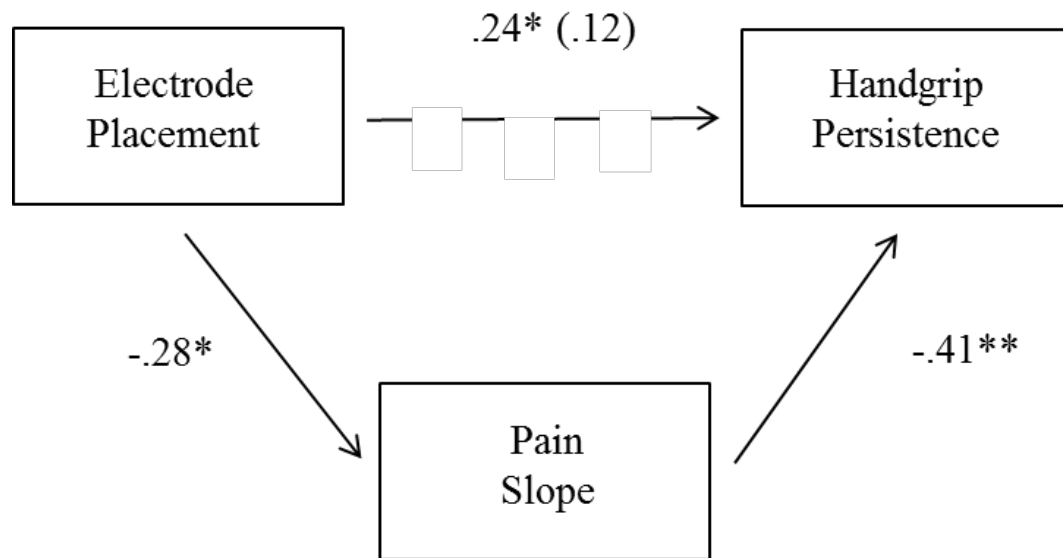 .24* (.12)
Electrode
Placement
Handgrip
Persistence
-.28*
-.41**
Pain
Slope